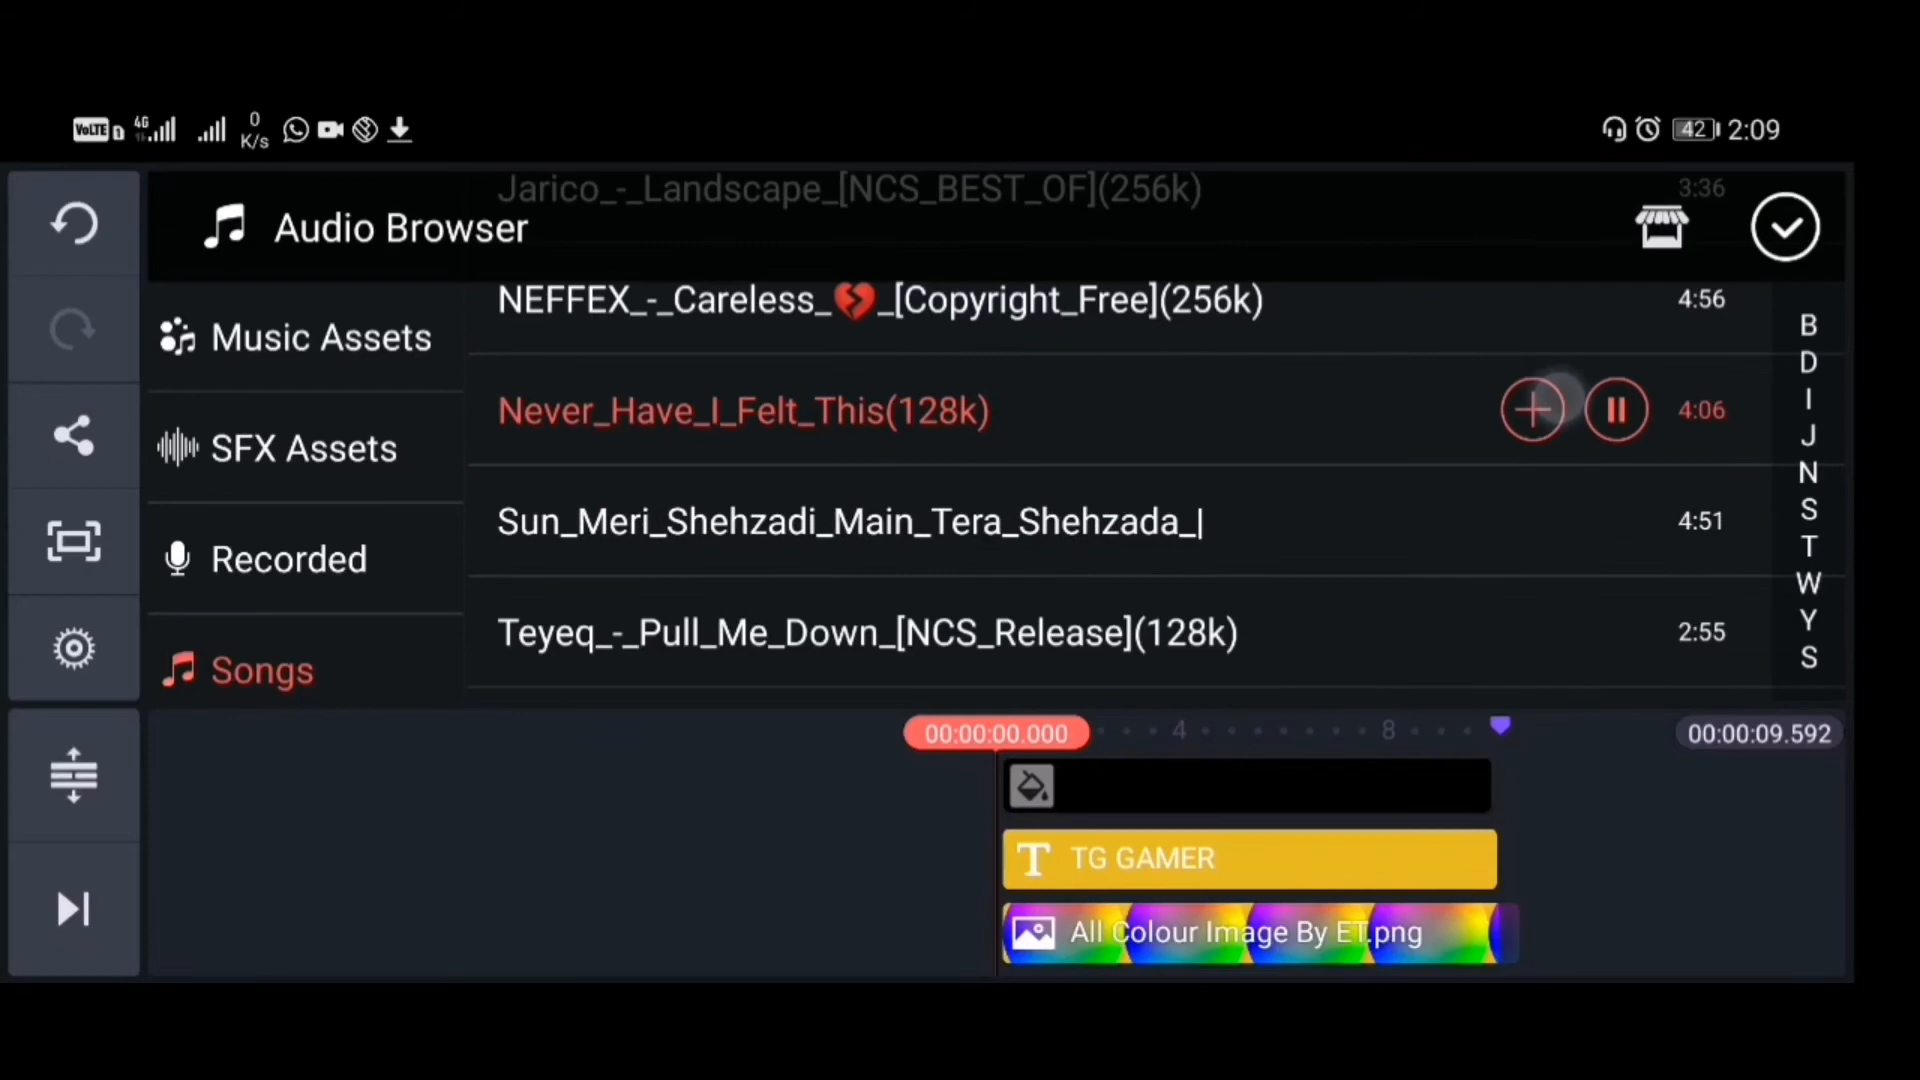 VoLTE 4G 0 K/s 42 2:09
Jarico_-_Landscape_[NCS_BEST_OF](256k) 3:36
Audio Browser
NEFFEX_-_Careless_💔_[Copyright_Free](256k) 4:56
Music Assets
Never_Have_I_Felt_This(128k) 4:06
SFX Assets
Sun_Meri_Shehzadi_Main_Tera_Shehzada_| 4:51
Recorded
Teyeq_-_Pull_Me_Down_[NCS_Release](128k) 2:55
Songs
B
D
I
J
N
S
T
W
Y
S
00:00:00.000 4 8 00:00:09.592
TG GAMER
All Colour Image By ET.png